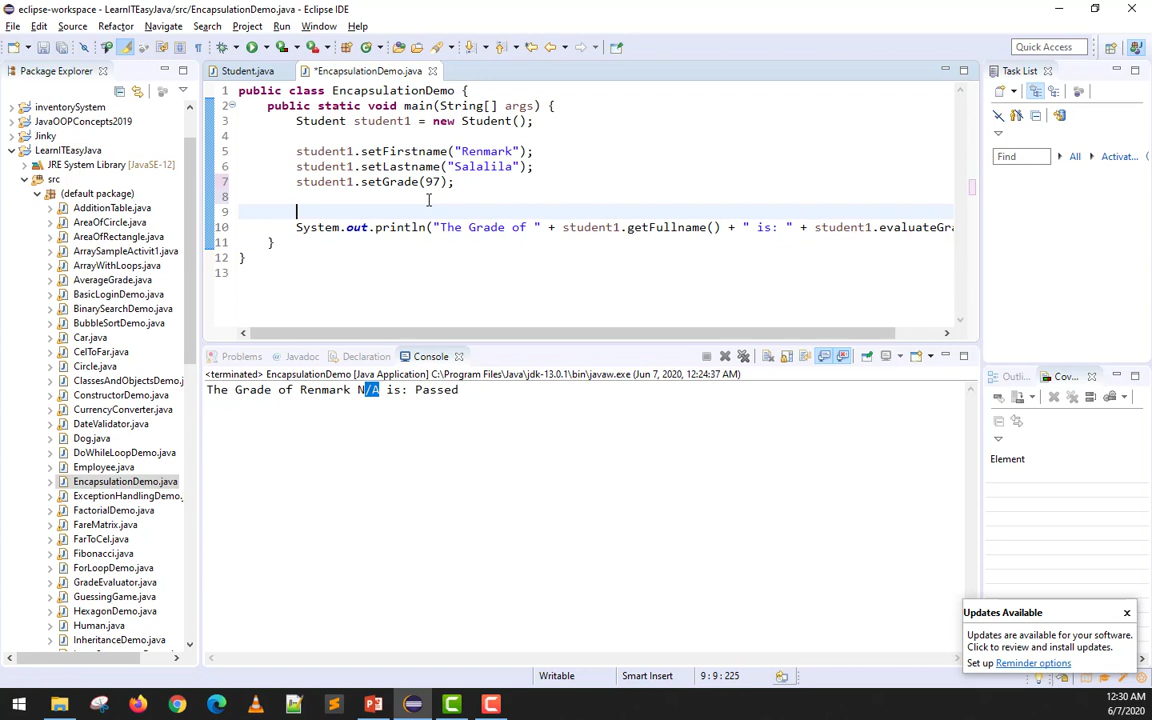 eclipse-workspace - LearnITEasyJava/src/EncapsulationDemo.java - Eclipse IDE
File Edit Source Refactor Navigate Search Project Run Window Help
Quick Access
Package Explorer
Student.java
*EncapsulationDemo.java
Task List
inventorySystem
JavaOOPConcepts2019
Jinky
LearnITEasyJava
JRE System Library [JavaSE-12]
src
(default package)
AdditionTable.java
AreaOfCircle.java
AreaOfRectangle.java
ArraySampleActivit1.java
ArrayWithLoops.java
AverageGrade.java
BasicLoginDemo.java
BinarySearchDemo.java
BubbleSortDemo.java
Car.java
CelToFar.java
Circle.java
ClassesAndObjectsDemo.j
ConstructorDemo.java
CurrencyConverter.java
DateValidator.java
Dog.java
DoWhileLoopDemo.java
Employee.java
EncapsulationDemo.java
ExceptionHandlingDemo.
FactorialDemo.java
FareMatrix.java
FarToCel.java
Fibonacci.java
ForLoopDemo.java
GradeEvaluator.java
GuessingGame.java
HexagonDemo.java
Human.java
InheritanceDemo.java
1 public class EncapsulationDemo {
2 public static void main(String[] args) {
3 Student student1 = new Student();
4
5 student1.setFirstname("Renmark");
6 student1.setLastname("Salalila");
7 student1.setGrade(97);
8
9
10 System.out.println("The Grade of " + student1.getFullname() + " is: " + student1.evaluateGra
11 }
12 }
13
Problems Javadoc Declaration Console
<terminated> EncapsulationDemo [Java Application] C:\Program Files\Java\jdk-13.0.1\bin\javaw.exe (Jun 7, 2020, 12:24:37 AM)
The Grade of Renmark N/A is: Passed
Find All Activat...
Outli... Cov...
Element
Updates Available
Updates are available for your software.
Click to review and install updates.
Set up Reminder options
Writable Smart Insert 9 : 9 : 225
12:30 AM
6/7/2020